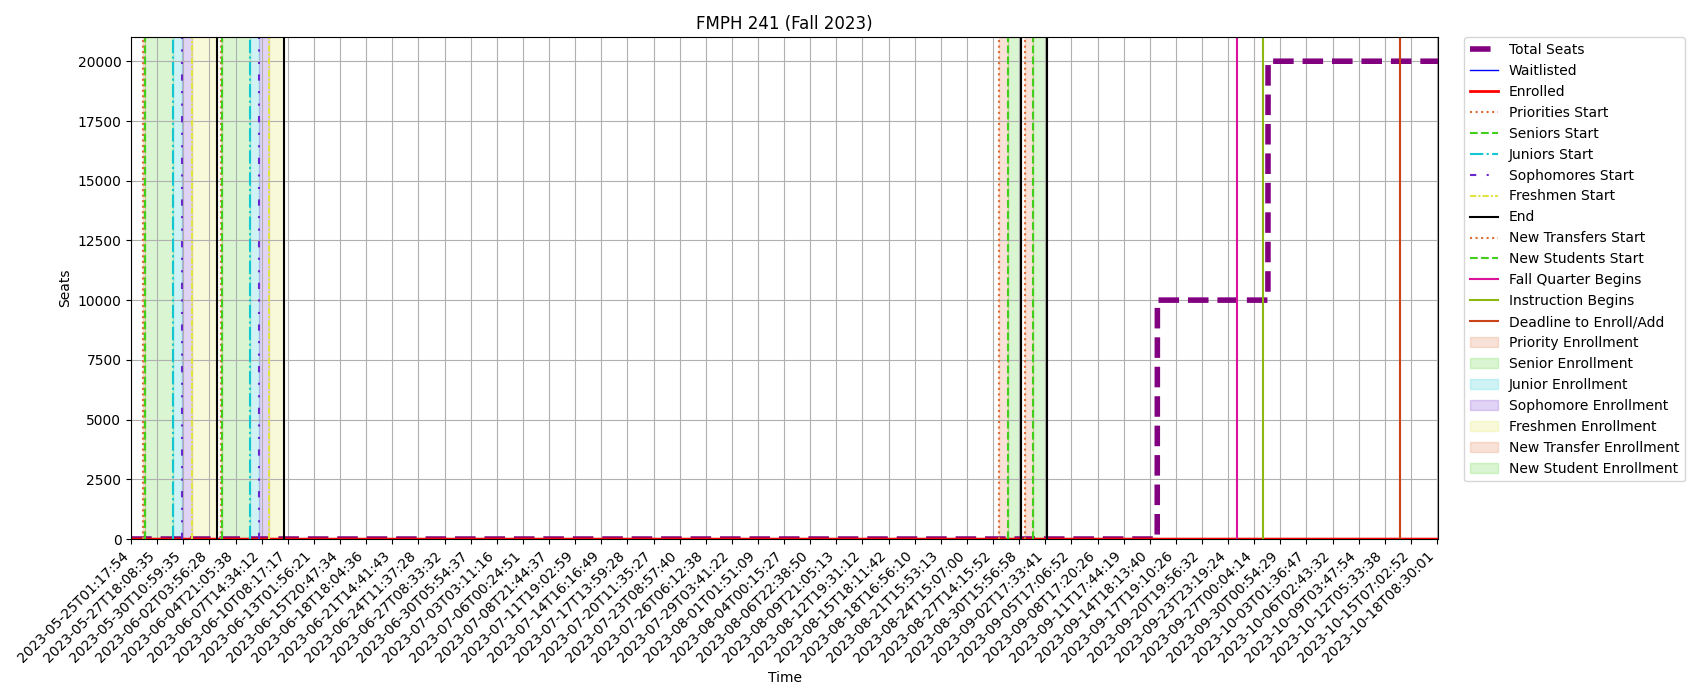 FMPH 241 (Fall 2023)
Seats
20000
17500
15000
12500
10000
7500
5000
2500
0
2023-05-25T01:17:54
2023-05-27T18:08:35
2023-05-30T10:59:35
2023-06-02T03:56:28
2023-06-04T21:05:38
2023-06-07T14:34:12
2023-06-10T08:17:17
2023-06-13T01:56:21
2023-06-15T20:47:34
2023-06-18T18:04:36
2023-06-21T14:41:43
2023-06-24T11:37:28
2023-06-27T08:33:32
2023-06-30T05:54:37
2023-07-03T03:11:16
2023-07-06T00:24:51
2023-07-08T21:44:37
2023-07-11T19:02:59
2023-07-14T16:16:49
2023-07-17T13:59:28
2023-07-20T11:35:27
2023-07-23T08:57:40
2023-07-26T06:12:38
2023-07-29T03:41:22
2023-08-01T01:51:09
2023-08-04T00:15:27
2023-08-06T22:38:50
2023-08-09T21:05:13
2023-08-12T19:31:12
2023-08-15T18:11:42
2023-08-18T16:56:10
2023-08-21T15:53:13
2023-08-24T15:07:00
2023-08-27T14:15:52
2023-08-30T15:56:58
2023-09-02T17:33:41
2023-09-05T17:06:52
2023-09-08T17:20:26
2023-09-11T17:44:19
2023-09-14T18:13:40
2023-09-17T19:10:26
2023-09-20T19:56:32
2023-09-23T23:19:24
2023-09-27T00:04:14
2023-09-30T00:54:29
2023-10-03T01:36:47
2023-10-06T02:43:32
2023-10-09T03:47:54
2023-10-12T05:33:38
2023-10-15T07:02:52
2023-10-18T08:30:01
Time
Total Seats
Waitlisted
Enrolled
Priorities Start
Seniors Start
Juniors Start
Sophomores Start
Freshmen Start
End
New Transfers Start
New Students Start
Fall Quarter Begins
Instruction Begins
Deadline to Enroll/Add
Priority Enrollment
Senior Enrollment
Junior Enrollment
Sophomore Enrollment
Freshmen Enrollment
New Transfer Enrollment
New Student Enrollment